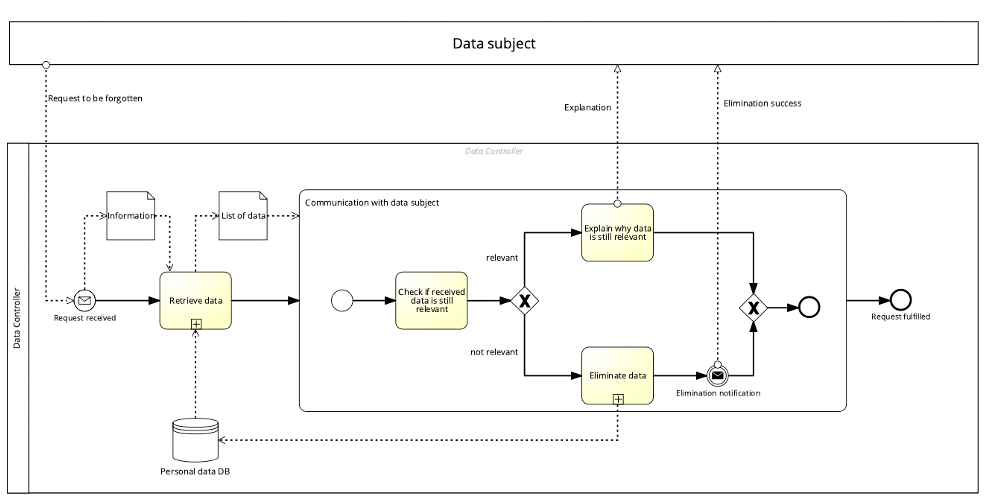 Data subject
Request to be forgotten
Explanation
Elimination success
Data Controller
Data Controller
Information
List of data
Communication with data subject
Explain why data
is still relevant
relevant
Retrieve data
Check if received
data is still
relevant
Request received
Request fulfilled
not relevant
Eliminate data
Elimination notification
Personal data DB